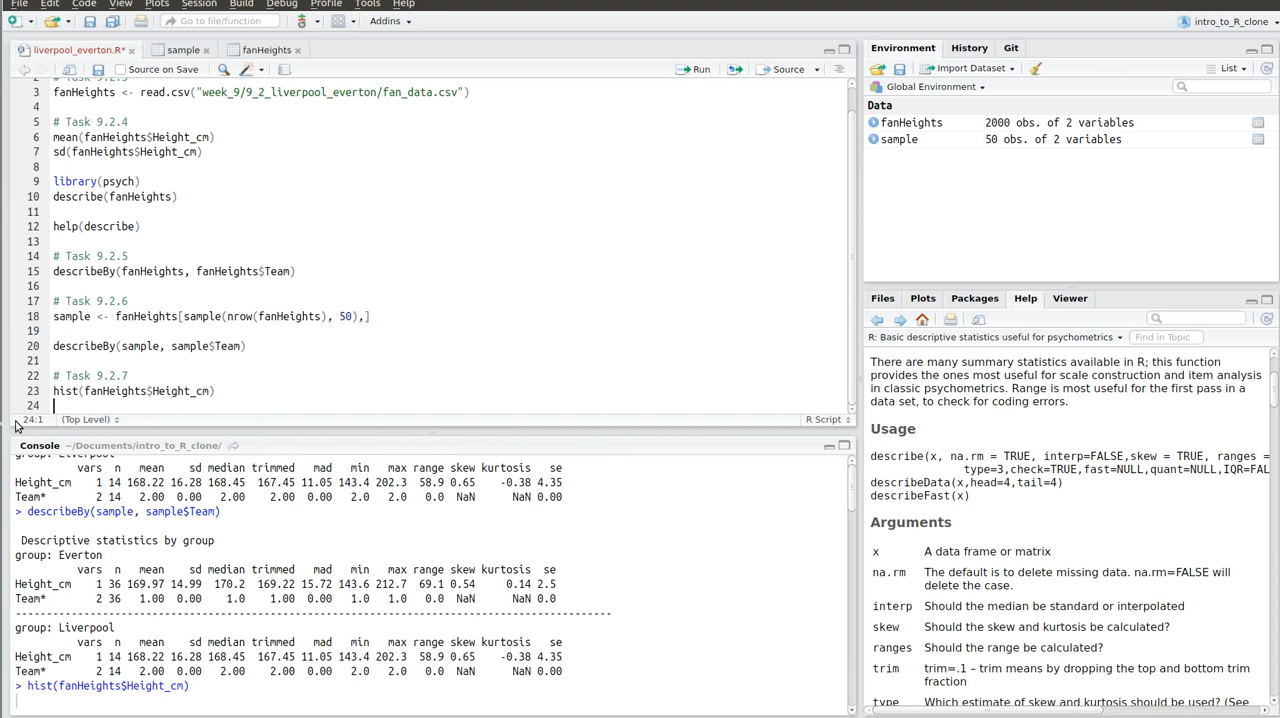 File Edit Code View Plots Session Build Debug Profile Tools Help
Go to file/function Addins intro_to_R_clone
liverpool_everton.R* sample fanHeights
Source on Save Run Source
3 fanHeights <- read.csv("week_9/9_2_liverpool_everton/fan_data.csv")
4
5 # Task 9.2.4
6 mean(fanHeights$Height_cm)
7 sd(fanHeights$Height_cm)
8
9 library(psych)
10 describe(fanHeights)
11
12 help(describe)
13
14 # Task 9.2.5
15 describeBy(fanHeights, fanHeights$Team)
16
17 # Task 9.2.6
18 sample <- fanHeights[sample(nrow(fanHeights), 50),]
19
20 describeBy(sample, sample$Team)
21
22 # Task 9.2.7
23 hist(fanHeights$Height_cm)
24
24:1 (Top Level) R Script
Console ~/Documents/intro_to_R_clone/
group: Liverpool
vars n mean sd median trimmed mad min max range skew kurtosis se
Height_cm 1 14 168.22 16.28 168.45 167.45 11.05 143.4 202.3 58.9 0.65 -0.38 4.35
Team* 2 14 2.00 0.00 2.00 2.00 0.00 2.0 2.0 0.0 NaN NaN 0.00
> describeBy(sample, sample$Team)
Descriptive statistics by group
group: Everton
vars n mean sd median trimmed mad min max range skew kurtosis se
Height_cm 1 36 169.97 14.99 170.2 169.22 15.72 143.6 212.7 69.1 0.54 0.14 2.5
Team* 2 36 1.00 0.00 1.0 1.00 0.00 1.0 1.0 0.0 NaN NaN 0.0
------------------------------------------------------------------------------------
group: Liverpool
vars n mean sd median trimmed mad min max range skew kurtosis se
Height_cm 1 14 168.22 16.28 168.45 167.45 11.05 143.4 202.3 58.9 0.65 -0.38 4.35
Team* 2 14 2.00 0.00 2.00 2.00 0.00 2.0 2.0 0.0 NaN NaN 0.00
> hist(fanHeights$Height_cm)
Environment History Git
Import Dataset List
Global Environment
Data
fanHeights 2000 obs. of 2 variables
sample 50 obs. of 2 variables
Files Plots Packages Help Viewer
R: Basic descriptive statistics useful for psychometrics Find in Topic
There are many summary statistics available in R; this function
provides the ones most useful for scale construction and item analysis
in classic psychometrics. Range is most useful for the first pass in a
data set, to check for coding errors.
Usage
describe(x, na.rm = TRUE, interp=FALSE,skew = TRUE, ranges =
type=3,check=TRUE,fast=NULL,quant=NULL,IQR=FAL
describeData(x,head=4,tail=4)
describeFast(x)
Arguments
x A data frame or matrix
na.rm The default is to delete missing data. na.rm=FALSE will
delete the case.
interp Should the median be standard or interpolated
skew Should the skew and kurtosis be calculated?
ranges Should the range be calculated?
trim trim=.1 – trim means by dropping the top and bottom trim
fraction
type Which estimate of skew and kurtosis should be used? (See